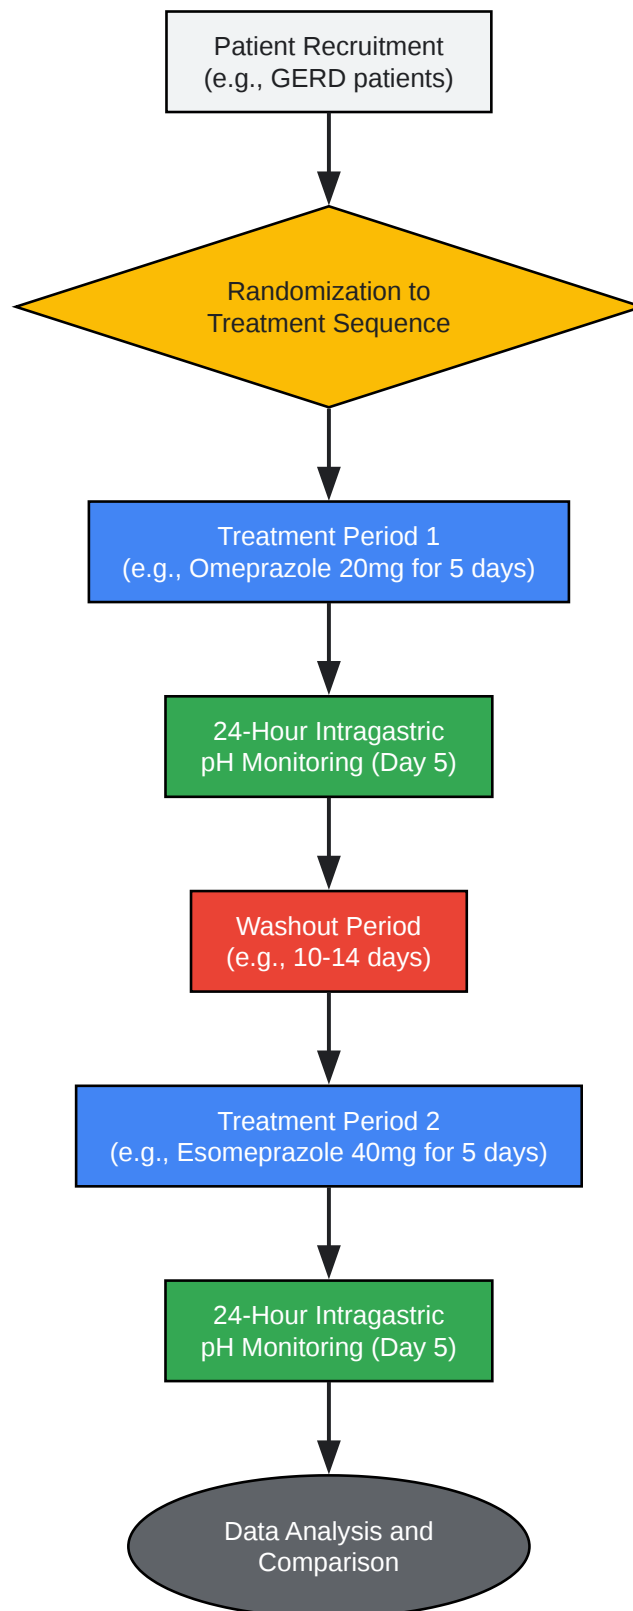 Patient Recruitment
(e.g., GERD patients)
Randomization to
Treatment Sequence
Treatment Period 1
(e.g., Omeprazole 20mg for 5 days)
24-Hour Intragastric
pH Monitoring (Day 5)
Washout Period
(e.g., 10-14 days)
Treatment Period 2
(e.g., Esomeprazole 40mg for 5 days)
24-Hour Intragastric
pH Monitoring (Day 5)
Data Analysis and
Comparison